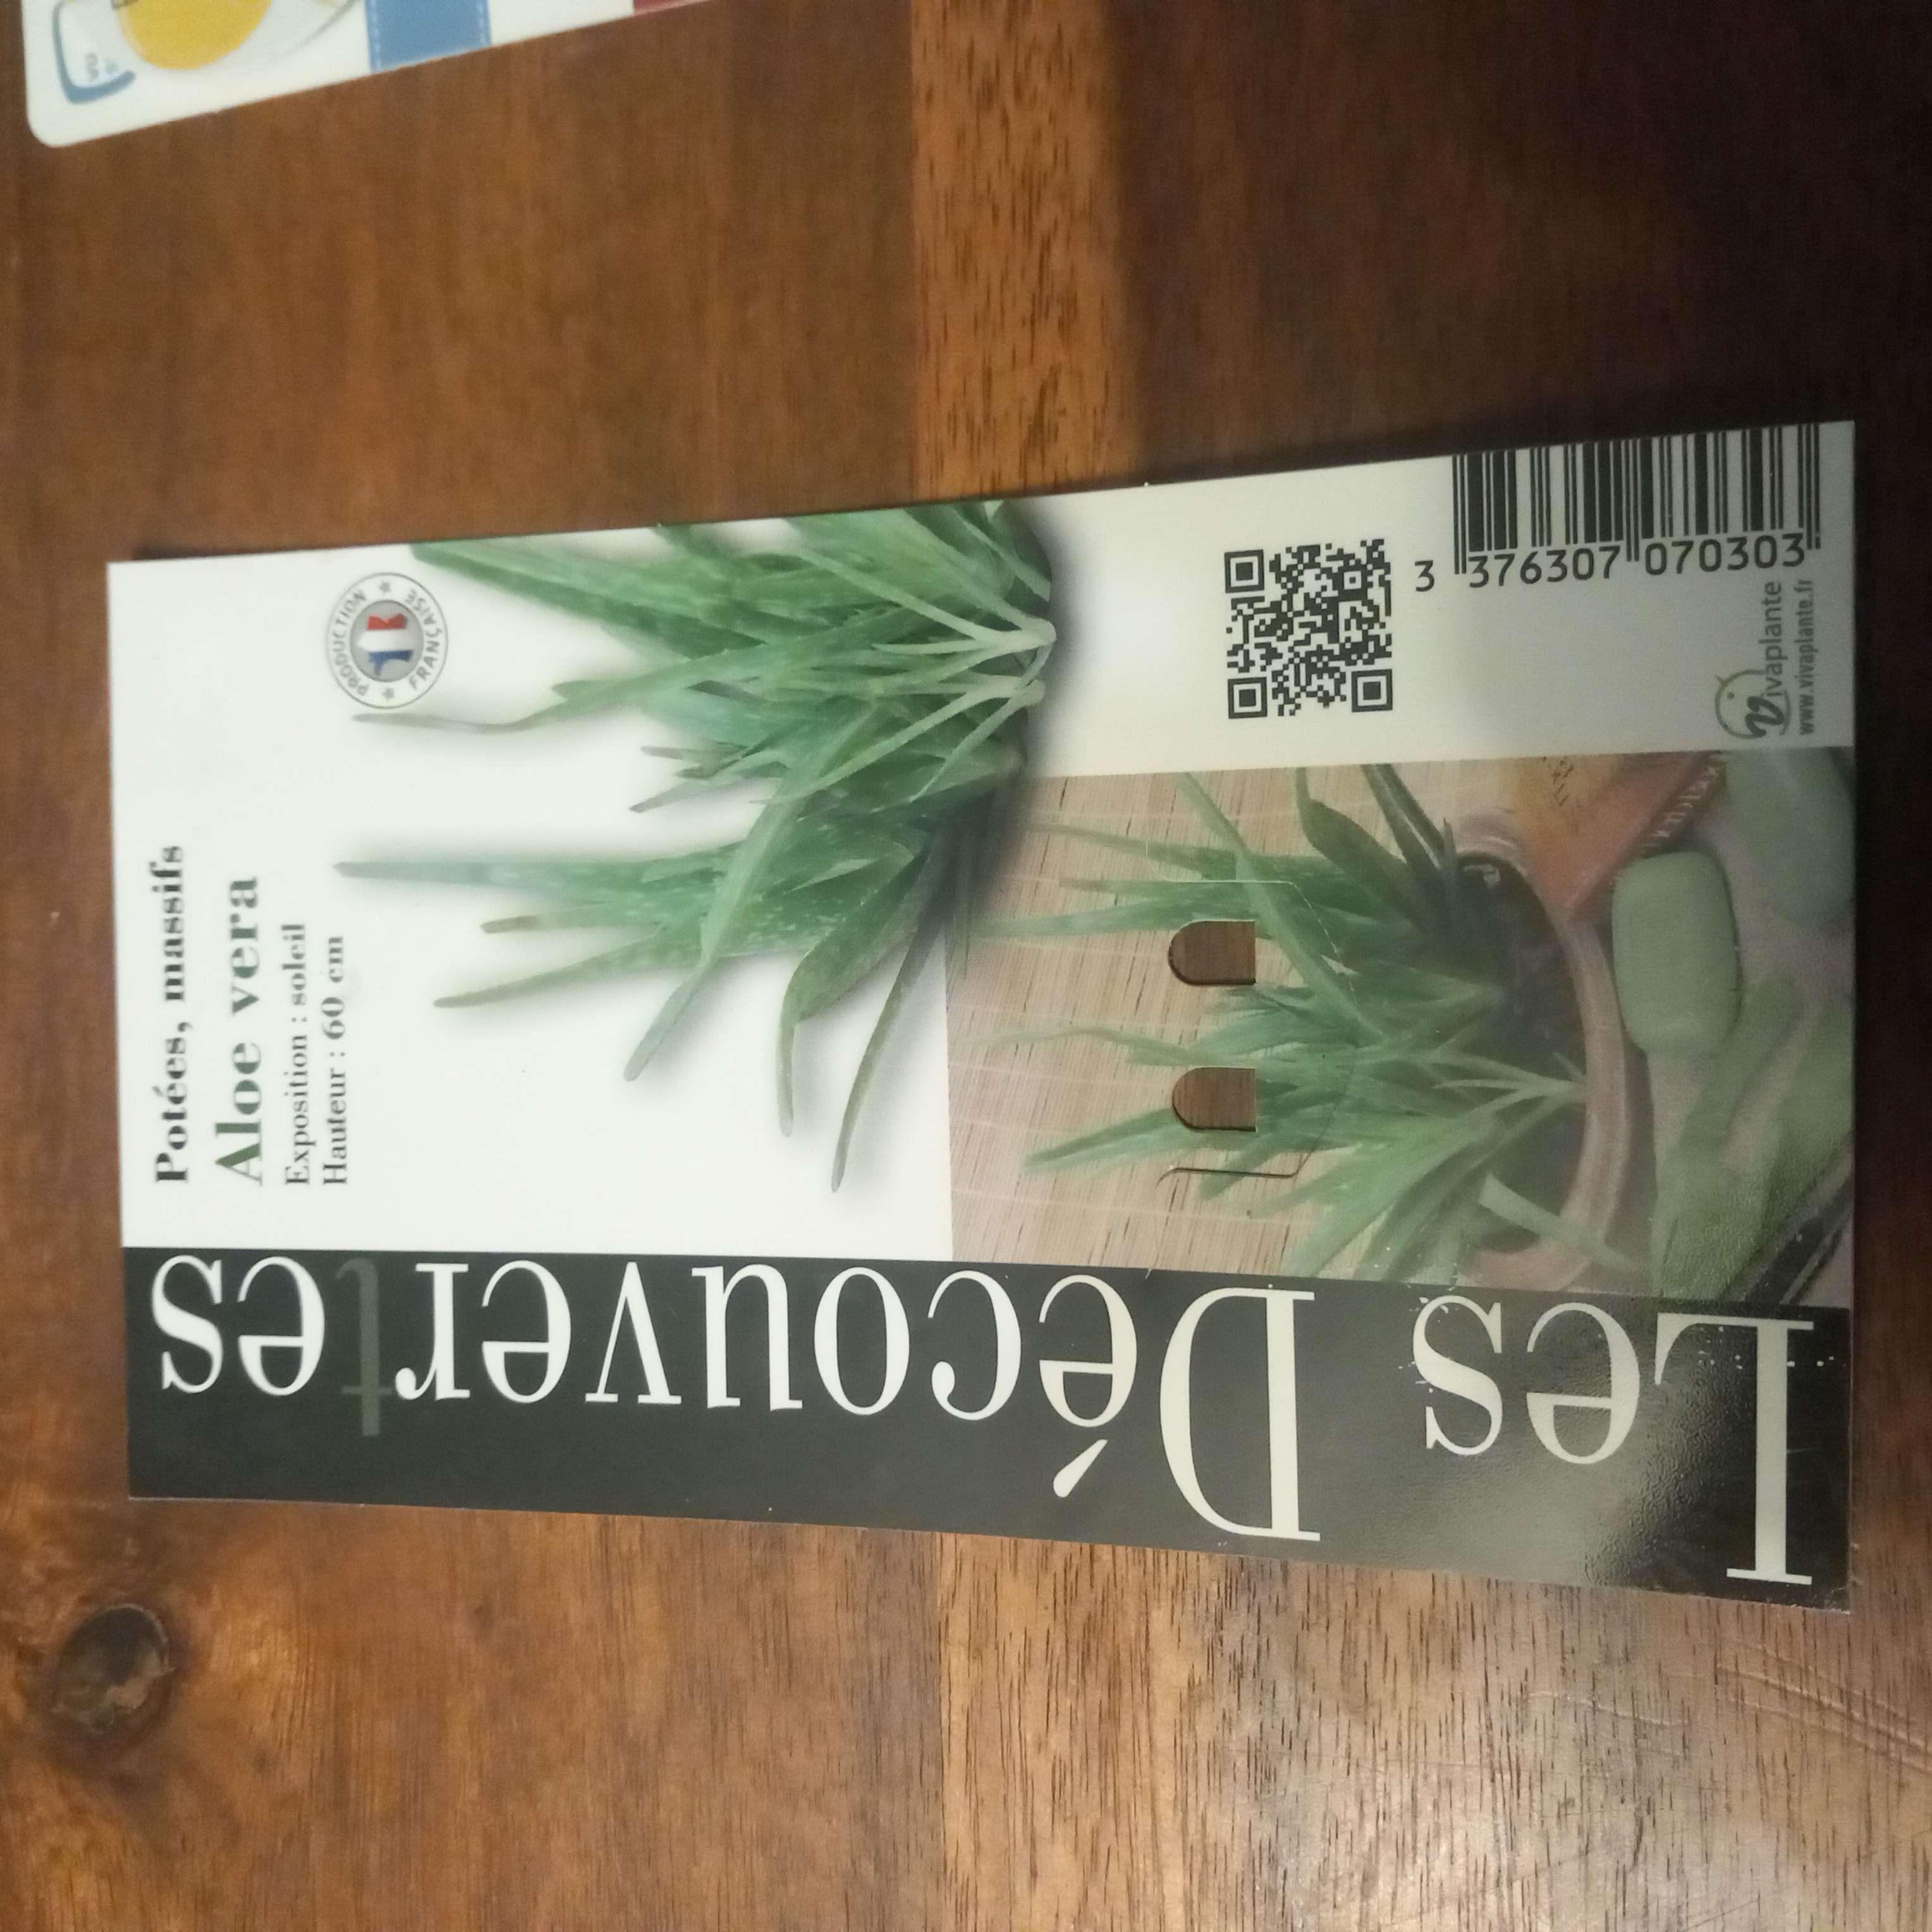 Potées, massifs
Aloe vera
Exposition : soleil
Hauteur : 60 cm
PRODUCTION FRANÇAISE
Les Découvertes
3 376307 070303
Vivaplante
www.vivaplante.fr